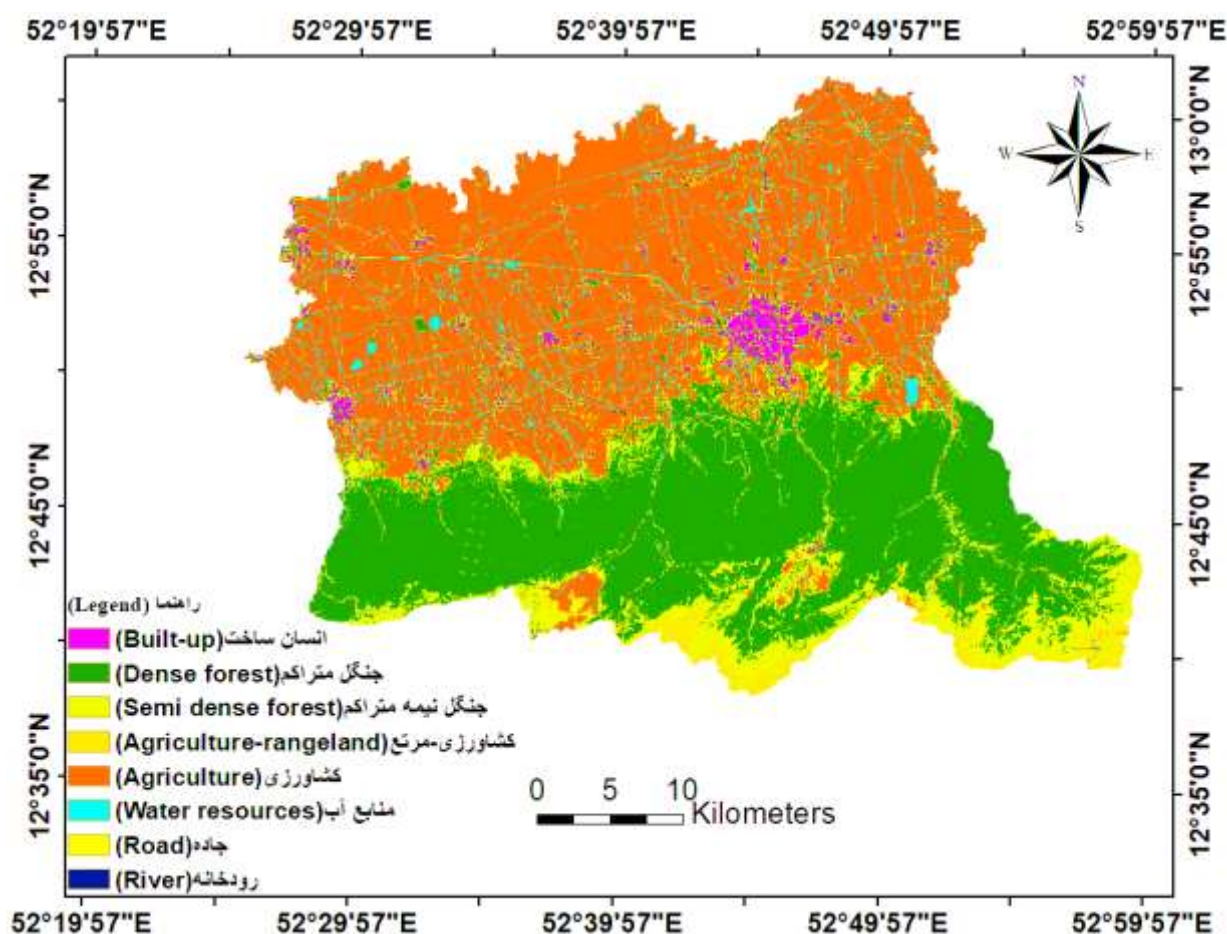 52°19'57"E 52°29'57"E 52°39'57"E 52°49'57"E 52°59'57"E
N
W E
S
13°0'0"N
12°55'0"N
12°55'0"N
12°45'0"N
12°45'0"N
12°35'0"N
12°35'0"N
راهنما (Legend)
انسان ساخت(Built-up)
جنگل متراکم(Dense forest)
جنگل نیمه متراکم(Semi dense forest)
کشاورزی-مرتع(Agriculture-rangeland)
کشاورزی(Agriculture)
منابع آب(Water resources)
جاده(Road)
رودخانه(River)
0 5 10
Kilometers
52°19'57"E 52°29'57"E 52°39'57"E 52°49'57"E 52°59'57"E